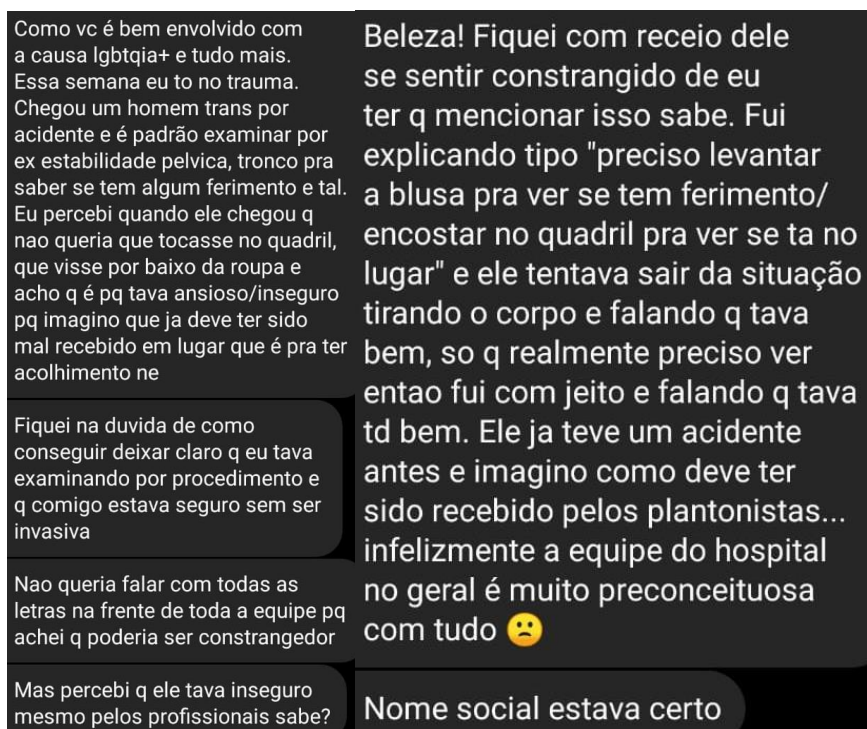 Como vc é bem envolvido com
a causa lgbtqia+ e tudo mais.
Essa semana eu to no trauma.
Chegou um homem trans por
acidente e é padrão examinar por
ex estabilidade pelvica, tronco pra
saber se tem algum ferimento e tal.
Eu percebi quando ele chegou q
nao queria que tocasse no quadril,
que visse por baixo da roupa e
acho q é pq tava ansioso/inseguro
pq imagino que ja deve ter sido
mal recebido em lugar que é pra ter
acolhimento ne
Fiquei na duvida de como
conseguir deixar claro q eu tava
examinando por procedimento e
q comigo estava seguro sem ser
invasiva
Nao queria falar com todas as
letras na frente de toda a equipe pq
achei q poderia ser constrangedor
Mas percebi q ele tava inseguro
mesmo pelos profissionais sabe?
Beleza! Fiquei com receio dele
se sentir constrangido de eu
ter q mencionar isso sabe. Fui
explicando tipo "preciso levantar
a blusa pra ver se tem ferimento/
encostar no quadril pra ver se ta no
lugar" e ele tentava sair da situação
tirando o corpo e falando q tava
bem, so q realmente preciso ver
entao fui com jeito e falando q tava
td bem. Ele ja teve um acidente
antes e imagino como deve ter
sido recebido pelos plantonistas...
infelizmente a equipe do hospital
no geral é muito preconceituosa
com tudo 🙁
Nome social estava certo